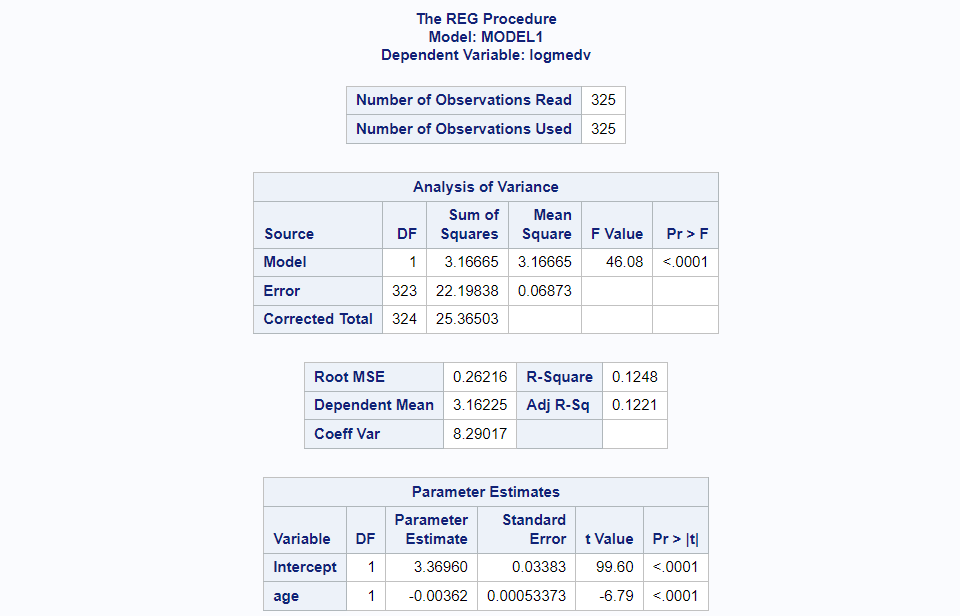 The REG Procedure
Model: MODEL1
Dependent Variable: logmedv
Number of Observations Read 325
Number of Observations Used 325
Analysis of Variance
Source DF Sum of Squares Mean Square F Value Pr > F
Model 1 3.16665 3.16665 46.08 <.0001
Error 323 22.19838 0.06873
Corrected Total 324 25.36503
Root MSE 0.26216 R-Square 0.1248
Dependent Mean 3.16225 Adj R-Sq 0.1221
Coeff Var 8.29017
Parameter Estimates
Variable DF Parameter Estimate Standard Error t Value Pr > |t|
Intercept 1 3.36960 0.03383 99.60 <.0001
age 1 -0.00362 0.00053373 -6.79 <.0001